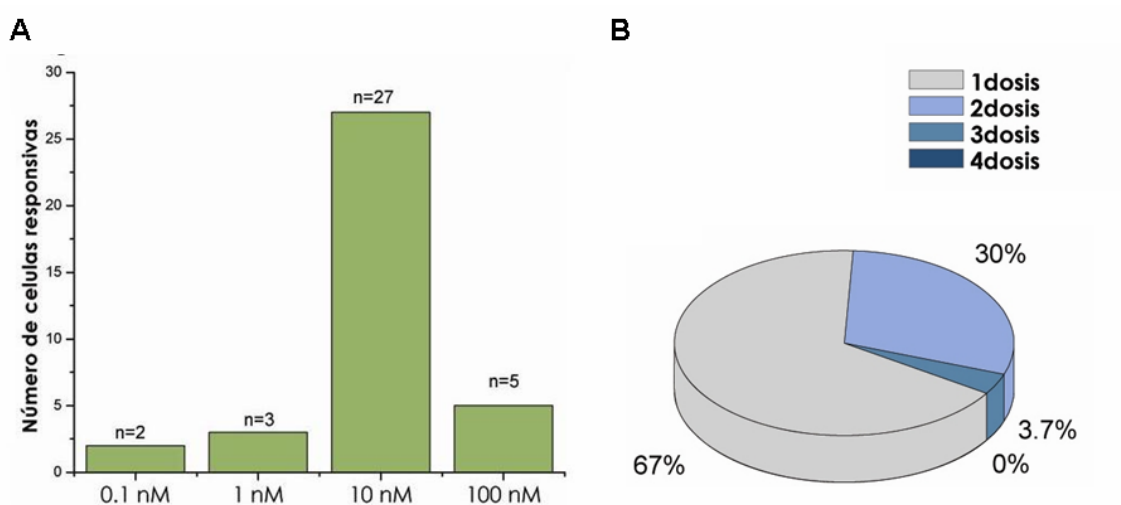 A
Número de celulas responsivas
30
25
20
15
10
5
0
n=2
n=3
n=27
n=5
0.1 nM
1 nM
10 nM
100 nM
B
1dosis
2dosis
3dosis
4dosis
30%
3.7%
0%
67%